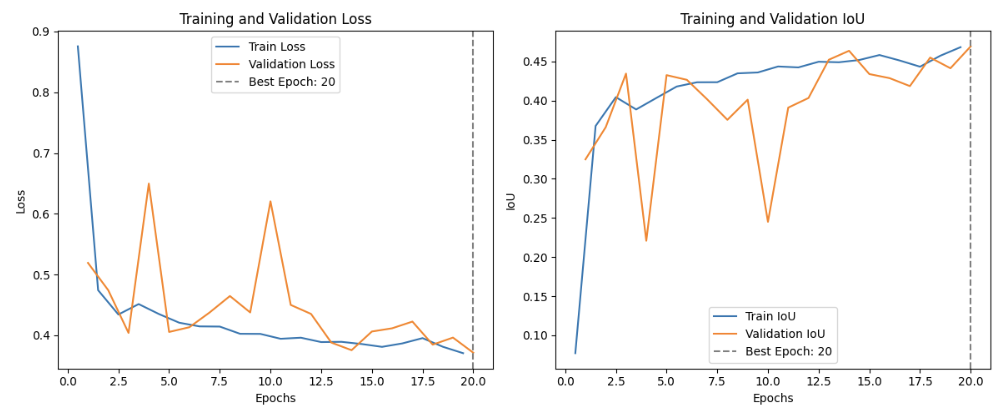 Training and Validation Loss
Train Loss
Validation Loss
Best Epoch: 20
0.9
0.8
0.7
0.6
0.5
0.4
Loss
0.0 2.5 5.0 7.5 10.0 12.5 15.0 17.5 20.0
Epochs
Training and Validation IoU
0.45
0.40
0.35
0.30
0.25
0.20
0.15
0.10
IoU
Train IoU
Validation IoU
Best Epoch: 20
0.0 2.5 5.0 7.5 10.0 12.5 15.0 17.5 20.0
Epochs